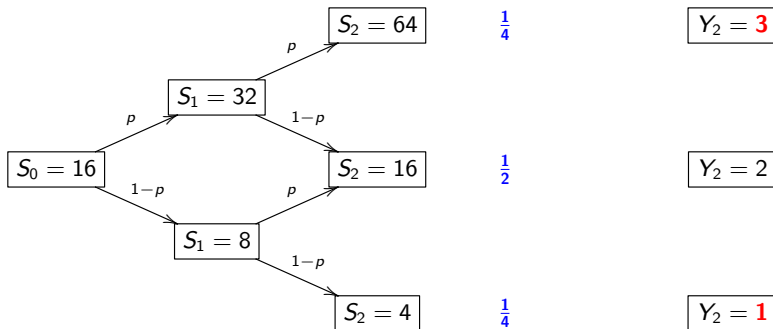 S₂ = 64 1/4 Y₂ = 3
p
S₁ = 32
p 1−p
S₀ = 16 S₂ = 16 1/2 Y₂ = 2
1−p p
S₁ = 8
1−p
S₂ = 4 1/4 Y₂ = 1